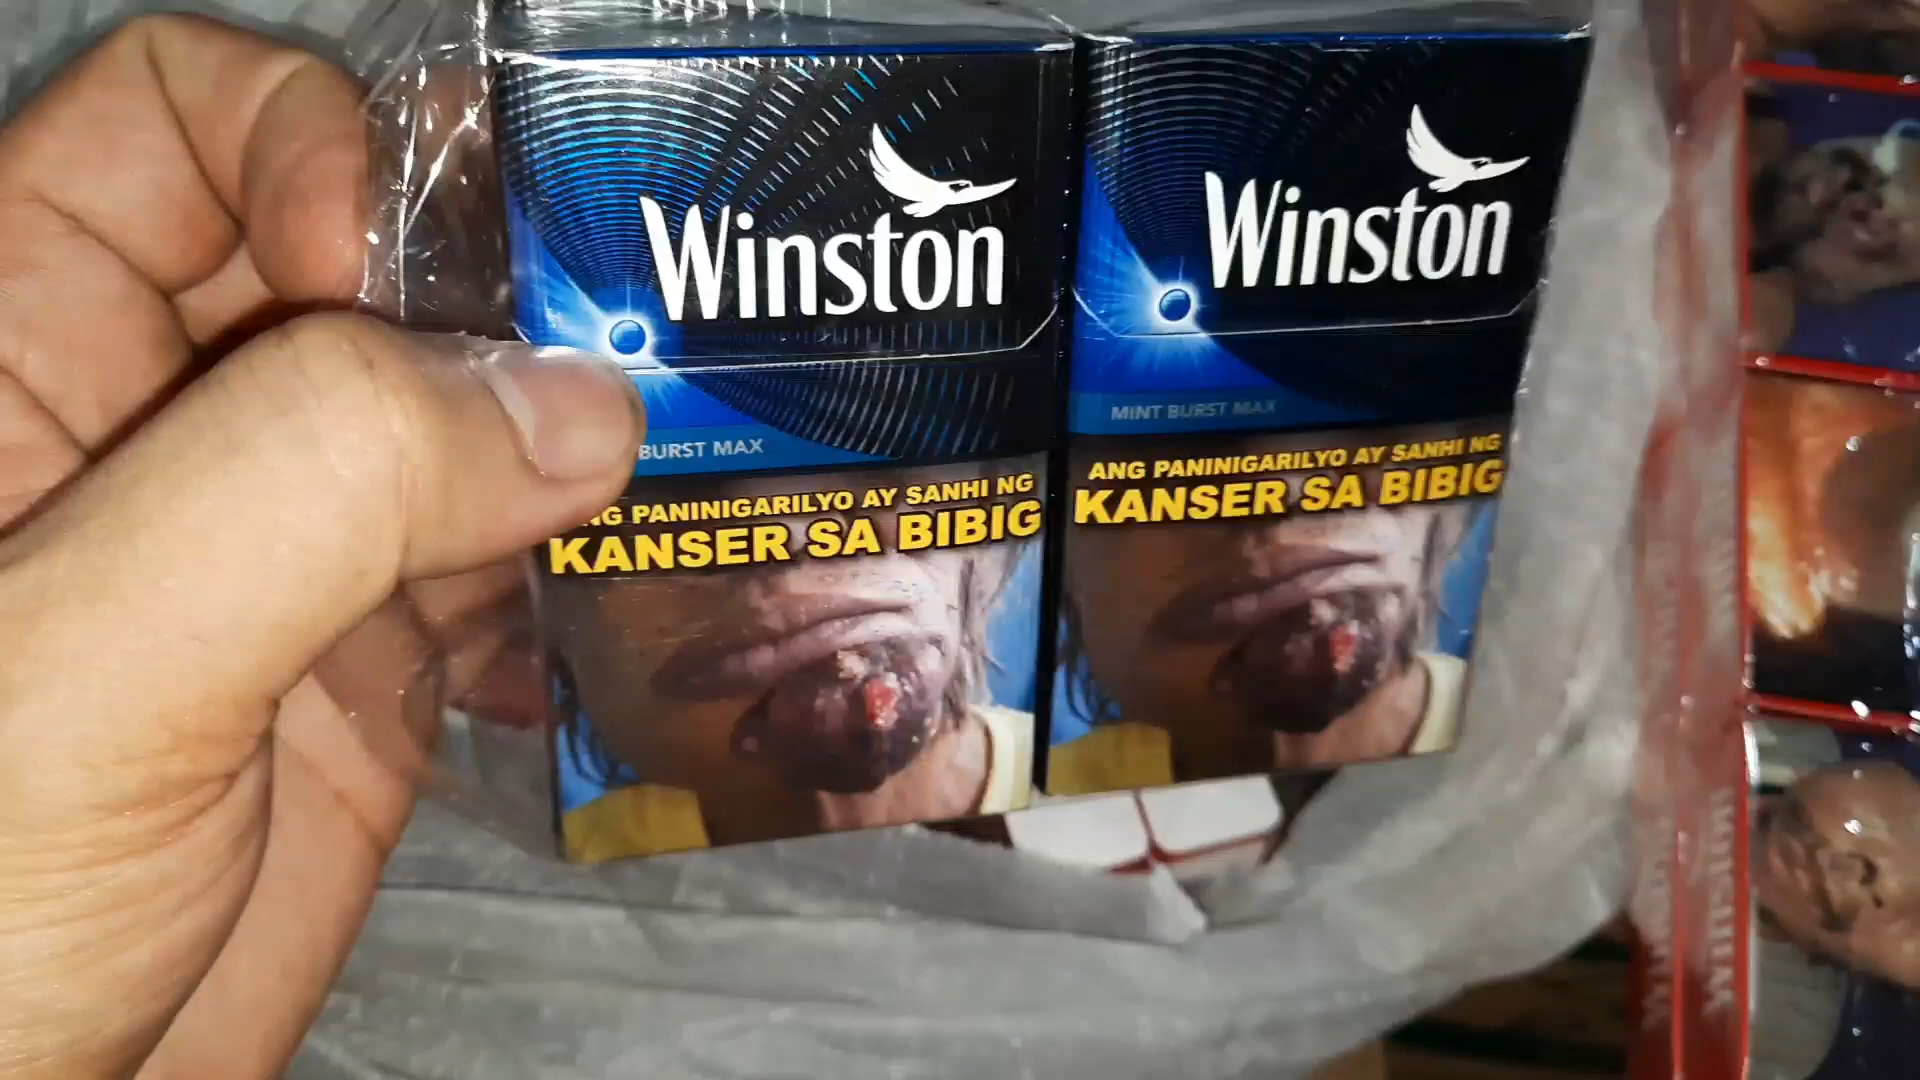 Winston
BURST MAX
NG PANINIGARILYO AY SANHI NG
KANSER SA BIBIG
Winston
MINT BURST MAX
ANG PANINIGARILYO AY SANHI NG
KANSER SA BIBIG